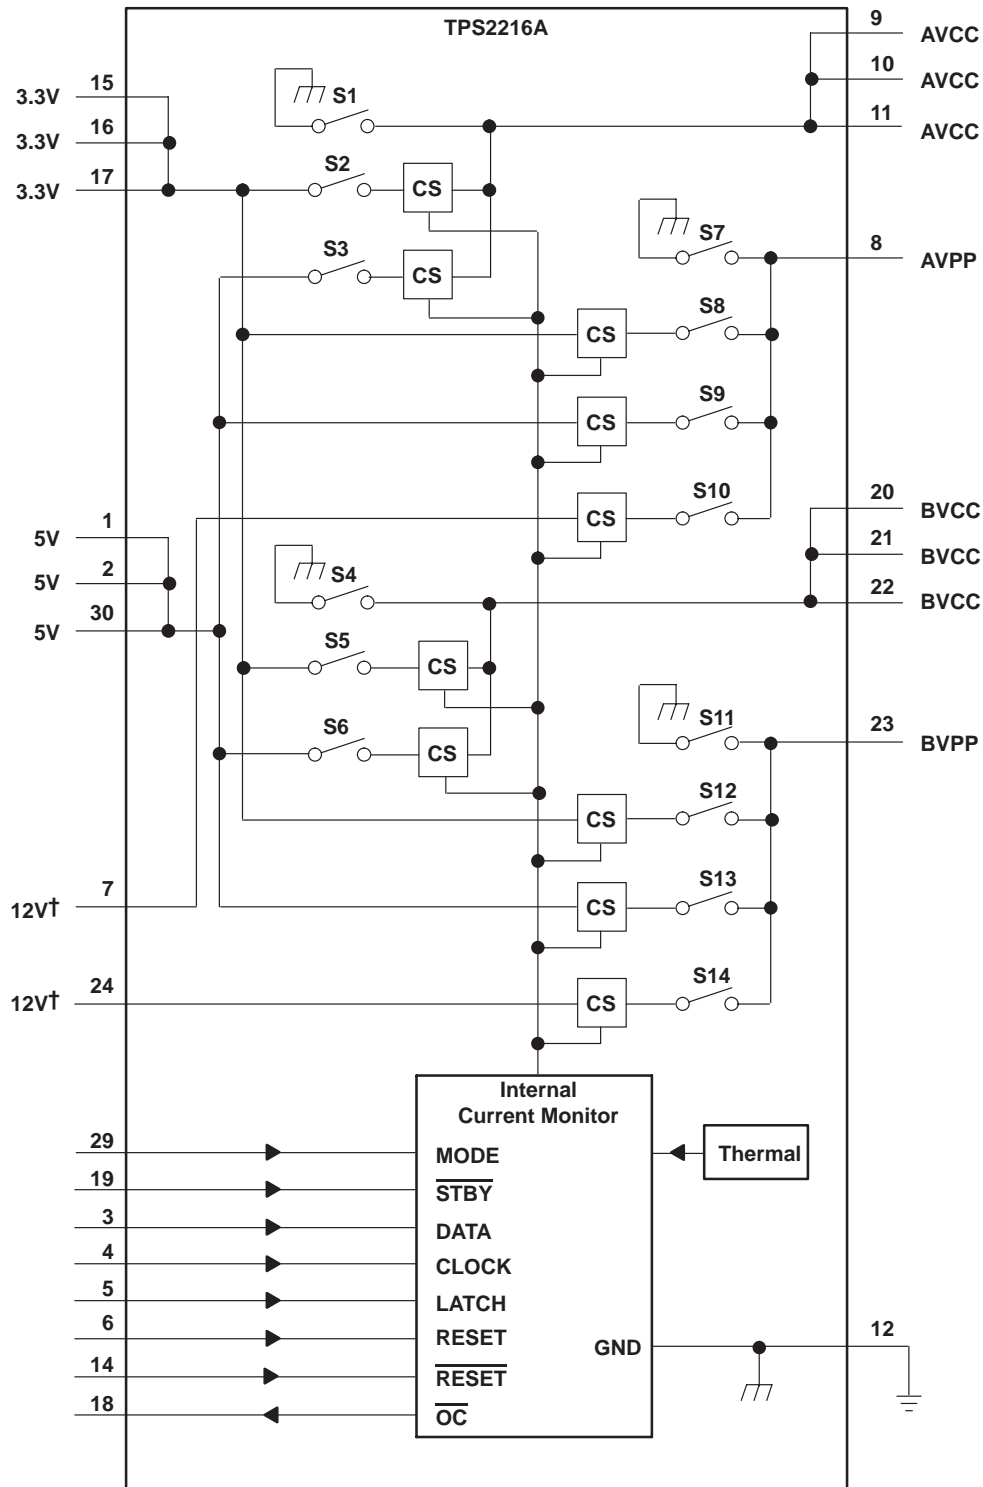 TPS2216A
9
AVCC
10
AVCC
11
AVCC
15
3.3V
16
3.3V
17
3.3V
S1
S2
CS
S3
CS
S7
8
AVPP
S8
CS
S9
CS
S10
CS
1
5V
2
5V
30
5V
S4
20
BVCC
21
BVCC
22
BVCC
S5
CS
S6
CS
S11
23
BVPP
S12
CS
7
12V†
S13
CS
24
12V†
S14
CS
Internal
Current Monitor
Thermal
29
MODE
19
STBY
3
DATA
4
CLOCK
5
LATCH
6
RESET
GND
12
14
RESET
18
OC